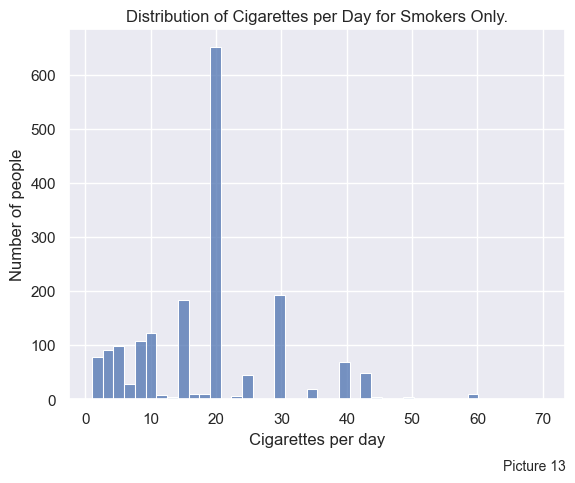 Distribution of Cigarettes per Day for Smokers Only.
600
500
400
300
200
100
0
Number of people
0 10 20 30 40 50 60 70
Cigarettes per day
Picture 13